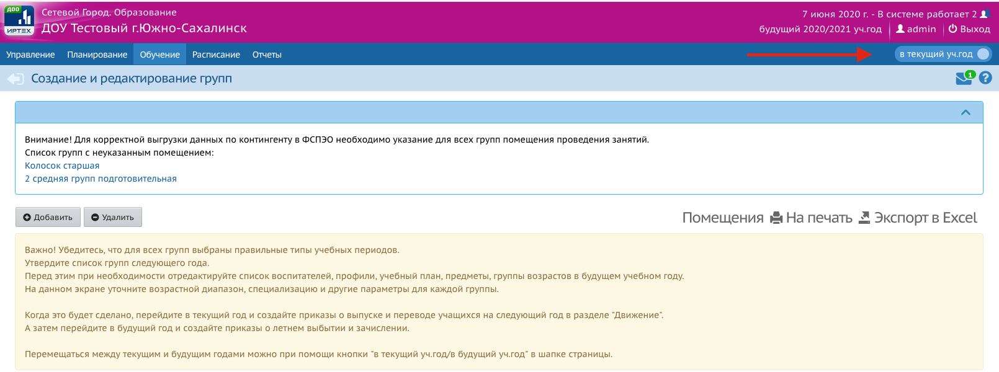 ДОО
ИРТЕХ
Сетевой Город. Образование
ДОУ Тестовый г.Южно-Сахалинск
7 июня 2020 г. - В системе работает 2
будущий 2020/2021 уч.год admin Выход
Управление Планирование Обучение Расписание Отчеты
в текущий уч.год
Создание и редактирование групп
1 ?
Внимание! Для корректной выгрузки данных по контингенту в ФСПЭО необходимо указание для всех групп помещения проведения занятий.
Список групп с неуказанным помещением:
Колосок старшая
2 средняя групп подготовительная
Добавить Удалить
Помещения На печать Экспорт в Excel
Важно! Убедитесь, что для всех групп выбраны правильные типы учебных периодов.
Утвердите список групп следующего года.
Перед этим при необходимости отредактируйте список воспитателей, профили, учебный план, предметы, группы возрастов в будущем учебном году.
На данном экране уточните возрастной диапазон, специализацию и другие параметры для каждой группы.
Когда это будет сделано, перейдите в текущий год и создайте приказы о выпуске и переводе учащихся на следующий год в разделе "Движение".
А затем перейдите в будущий год и создайте приказы о летнем выбытии и зачислении.
Перемещаться между текущим и будущим годами можно при помощи кнопки "в текущий уч.год/в будущий уч.год" в шапке страницы.